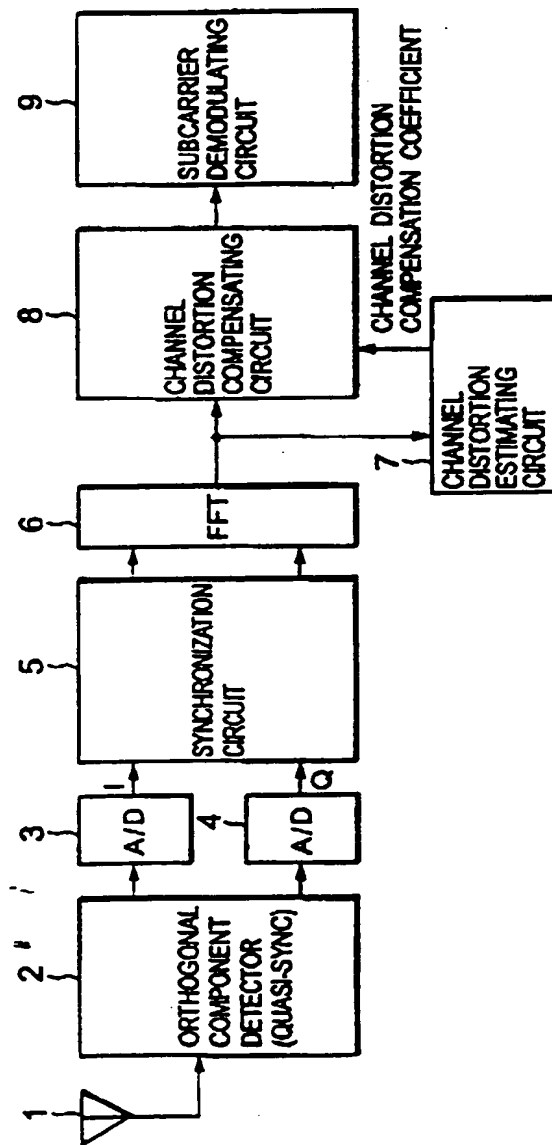 1
2
ORTHOGONAL
COMPONENT
DETECTOR
(QUASI-SYNC)
3
A/D
I
4
A/D
Q
5
SYNCHRONIZATION
CIRCUIT
6
FFT
7
CHANNEL
DISTORTION
ESTIMATING
CIRCUIT
CHANNEL DISTORTION
COMPENSATION COEFFICIENT
8
CHANNEL
DISTORTION
COMPENSATING
CIRCUIT
9
SUBCARRIER
DEMODULATING
CIRCUIT